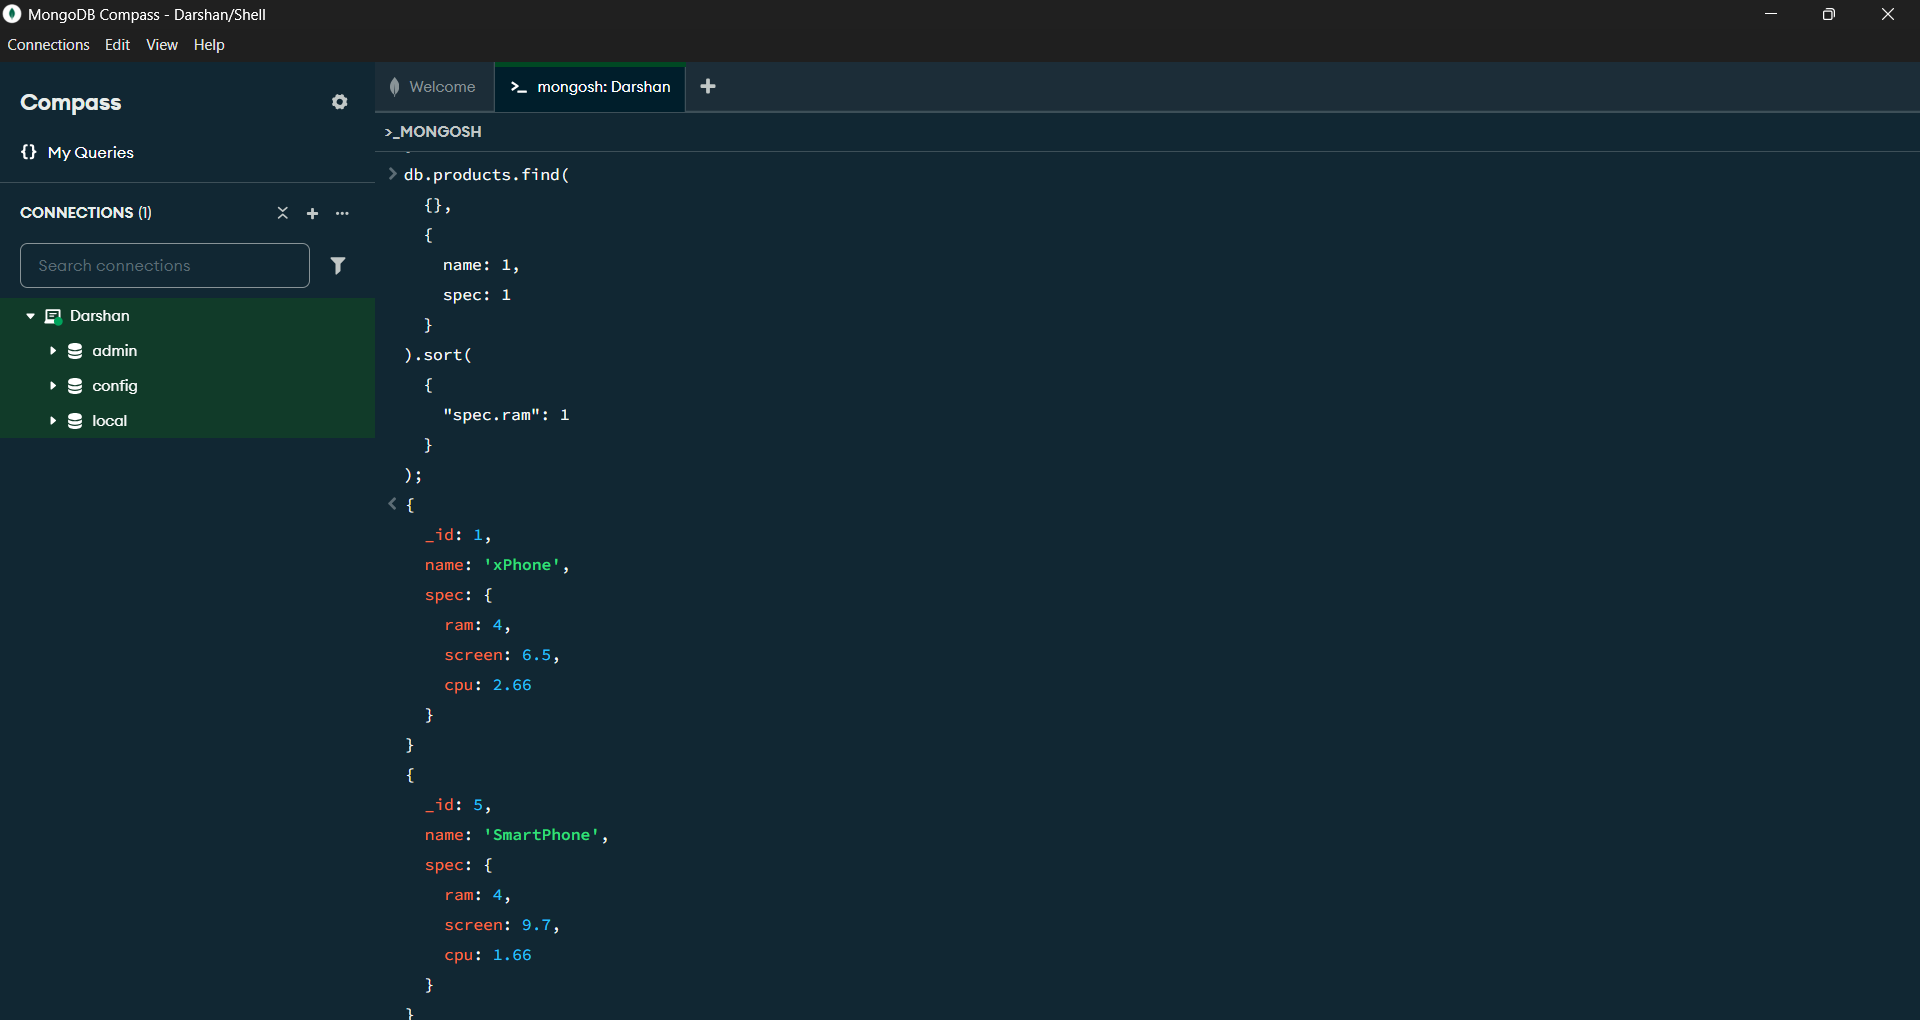 MongoDB Compass - Darshan/Shell
Connections Edit View Help
Compass
{} My Queries
CONNECTIONS (1)
Search connections
Darshan
admin
config
local
Welcome
>_ mongosh: Darshan
>_MONGOSH
> db.products.find(
{},
{
name: 1,
spec: 1
}
).sort(
{
"spec.ram": 1
}
);
< {
_id: 1,
name: 'xPhone',
spec: {
ram: 4,
screen: 6.5,
cpu: 2.66
}
}
{
_id: 5,
name: 'SmartPhone',
spec: {
ram: 4,
screen: 9.7,
cpu: 1.66
}
}